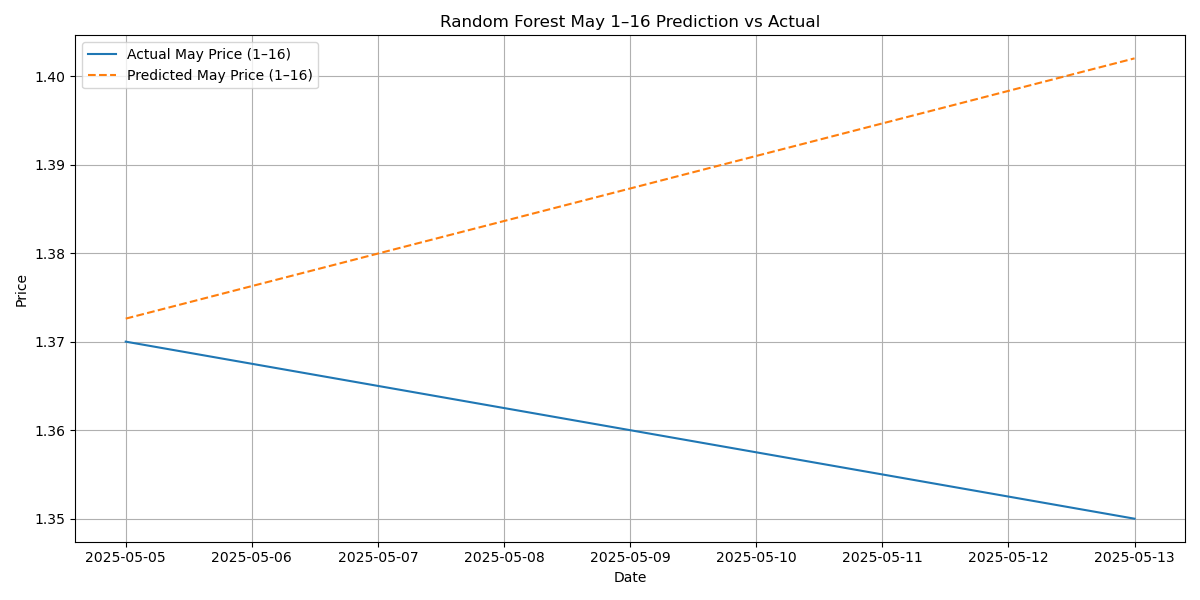 Random Forest May 1–16 Prediction vs Actual
Actual May Price (1–16)
Predicted May Price (1–16)
1.40
1.39
1.38
1.37
1.36
1.35
Price
2025-05-05 2025-05-06 2025-05-07 2025-05-08 2025-05-09 2025-05-10 2025-05-11 2025-05-12 2025-05-13
Date